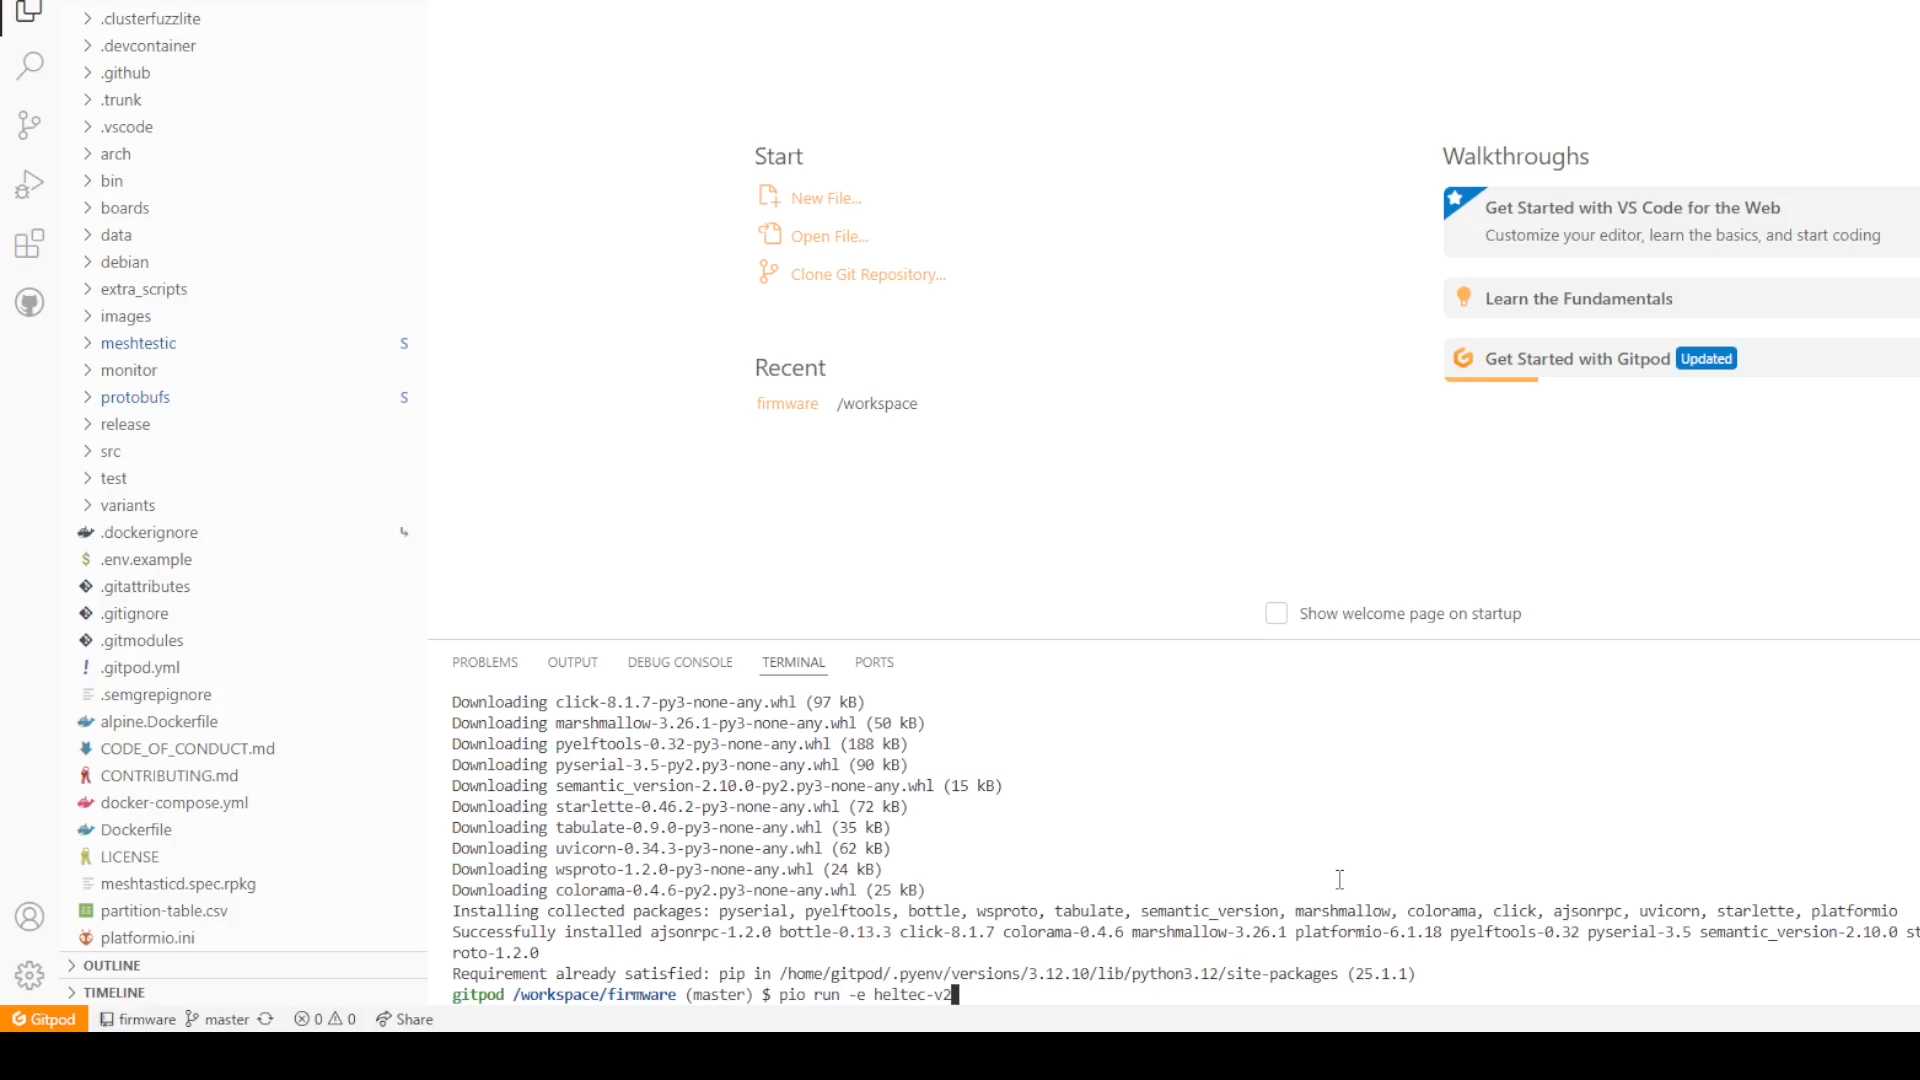 .clusterfuzzlite
.devcontainer
.github
.trunk
.vscode
arch
bin
boards
data
debian
extra_scripts
images
meshtestic S
monitor
protobufs S
release
src
test
variants
.dockerignore
$ .env.example
.gitattributes
.gitignore
.gitmodules
! .gitpod.yml
.semgrepignore
alpine.Dockerfile
CODE_OF_CONDUCT.md
CONTRIBUTING.md
docker-compose.yml
Dockerfile
LICENSE
meshtasticd.spec.rpkg
partition-table.csv
platformio.ini
OUTLINE
TIMELINE
Start
New File...
Open File...
Clone Git Repository...
Recent
firmware /workspace
Walkthroughs
Get Started with VS Code for the Web
Customize your editor, learn the basics, and start coding
Learn the Fundamentals
Get Started with Gitpod Updated
Show welcome page on startup
PROBLEMS OUTPUT DEBUG CONSOLE TERMINAL PORTS
Downloading click-8.1.7-py3-none-any.whl (97 kB)
Downloading marshmallow-3.26.1-py3-none-any.whl (50 kB)
Downloading pyelftools-0.32-py3-none-any.whl (188 kB)
Downloading pyserial-3.5-py2.py3-none-any.whl (90 kB)
Downloading semantic_version-2.10.0-py2.py3-none-any.whl (15 kB)
Downloading starlette-0.46.2-py3-none-any.whl (72 kB)
Downloading tabulate-0.9.0-py3-none-any.whl (35 kB)
Downloading uvicorn-0.34.3-py3-none-any.whl (62 kB)
Downloading wsproto-1.2.0-py3-none-any.whl (24 kB)
Downloading colorama-0.4.6-py2.py3-none-any.whl (25 kB)
Installing collected packages: pyserial, pyelftools, bottle, wsproto, tabulate, semantic_version, marshmallow, colorama, click, ajsonrpc, uvicorn, starlette, platformio
Successfully installed ajsonrpc-1.2.0 bottle-0.13.3 click-8.1.7 colorama-0.4.6 marshmallow-3.26.1 platformio-6.1.18 pyelftools-0.32 pyserial-3.5 semantic_version-2.10.0 st
roto-1.2.0
Requirement already satisfied: pip in /home/gitpod/.pyenv/versions/3.12.10/lib/python3.12/site-packages (25.1.1)
gitpod /workspace/firmware (master) $ pio run -e heltec-v2
Gitpod firmware master 0 0 Share